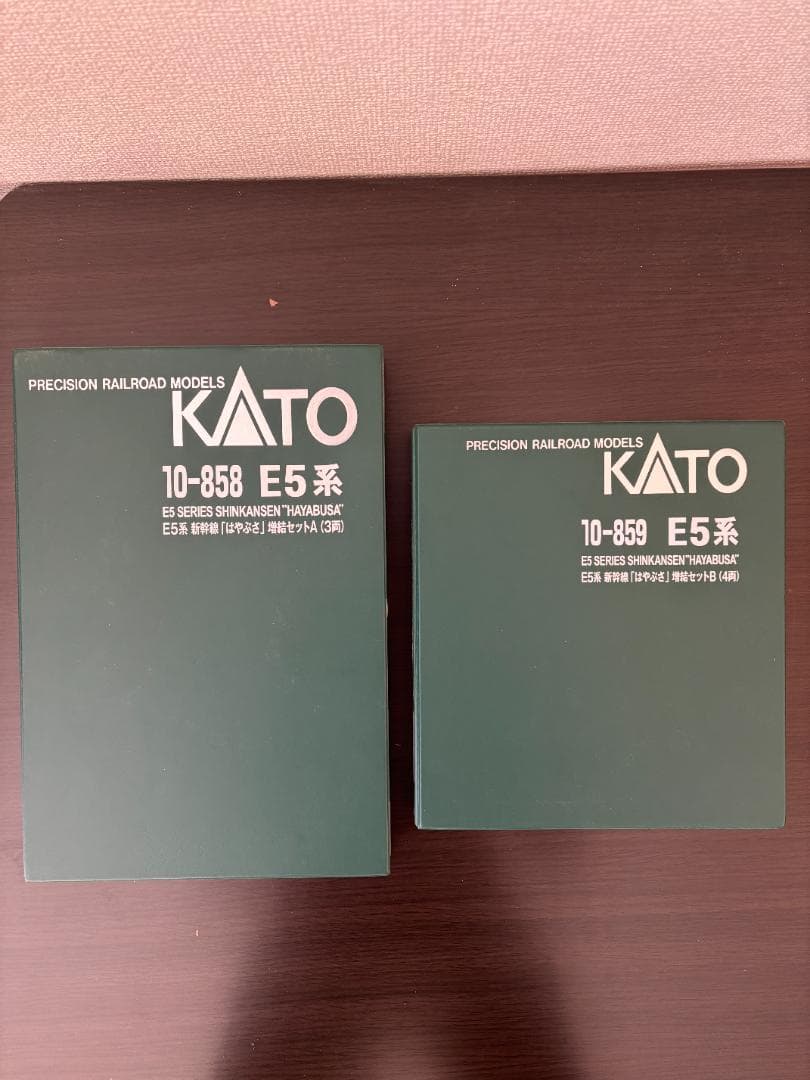 PRECISION RAILROAD MODELS
KATO
10-858 E5系
E5 SERIES SHINKANSEN "HAYABUSA"
E5系 新幹線「はやぶさ」増結セットA (3両)
PRECISION RAILROAD MODELS
KATO
10-859 E5系
E5 SERIES SHINKANSEN "HAYABUSA"
E5系 新幹線「はやぶさ」増結セットB (4両)